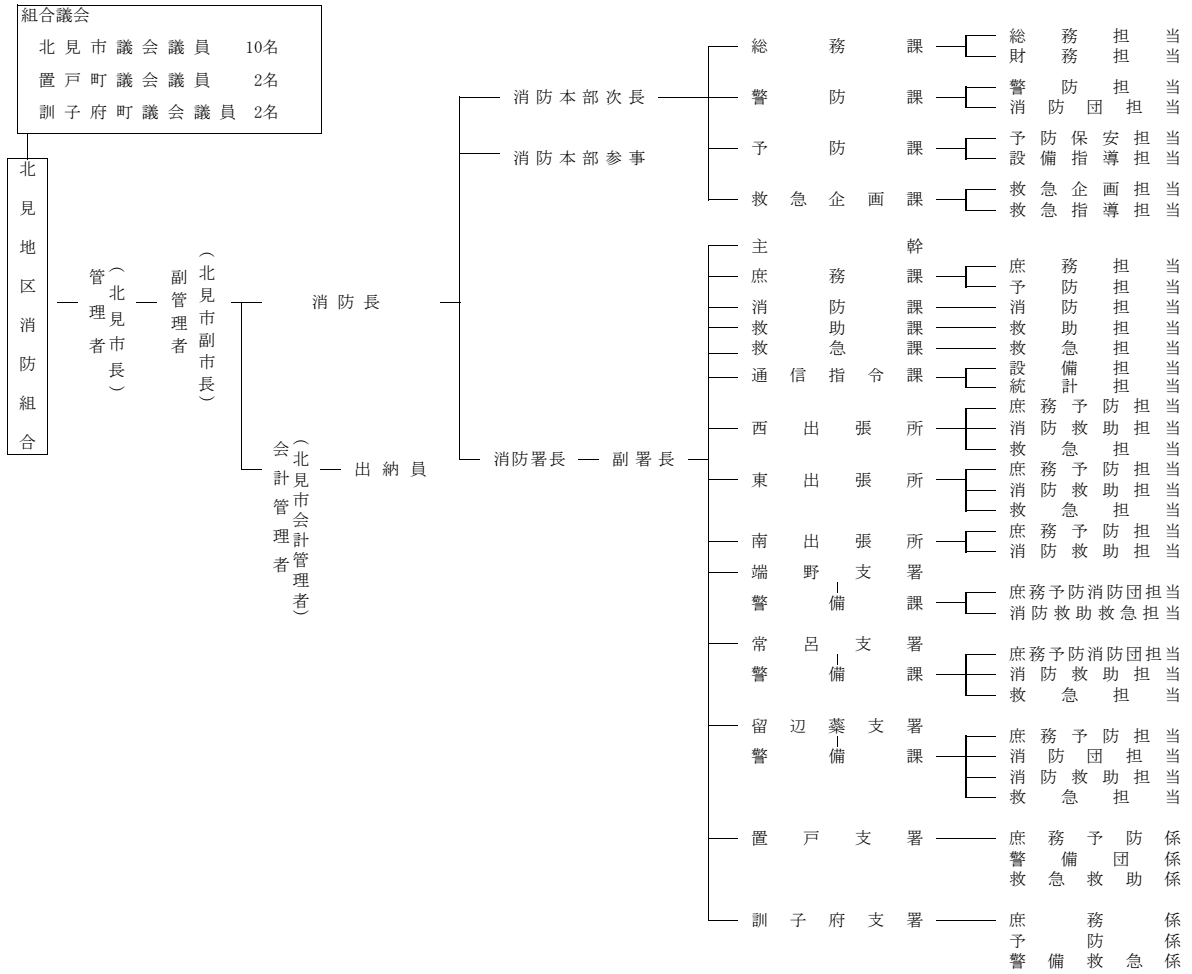 組合議会
北見市議会議員 10名
置戸町議会議員 2名
訓子府町議会議員 2名
北見地区消防組合
管理者
（北見市長）
副管理者
（北見市副市長）
消防長
会計管理者
（北見市会計管理者）
出納員
消防本部次長
消防本部参事
消防署長
副署長
総務課
総務担当
財務担当
警防課
警防担当
消防団担当
予防課
予防保安担当
設備指導担当
救急企画課
救急企画担当
救急指導担当
主幹
庶務課
庶務担当
予防担当
消防課
消防担当
救助課
救助担当
救急課
救急担当
通信指令課
設備担当
統計担当
西出張所
庶務予防担当
消防救助担当
救急担当
東出張所
庶務予防担当
消防救助担当
救急担当
南出張所
庶務予防担当
消防救助担当
端野支署
警備課
庶務予防消防団担当
消防救助救急担当
常呂支署
警備課
庶務予防消防団担当
消防救助担当
救急担当
留辺蘂支署
警備課
庶務予防担当
消防団担当
消防救助担当
救急担当
置戸支署
庶務予防係
警備団係
救急救助係
訓子府支署
庶務係
予防係
警備救急係